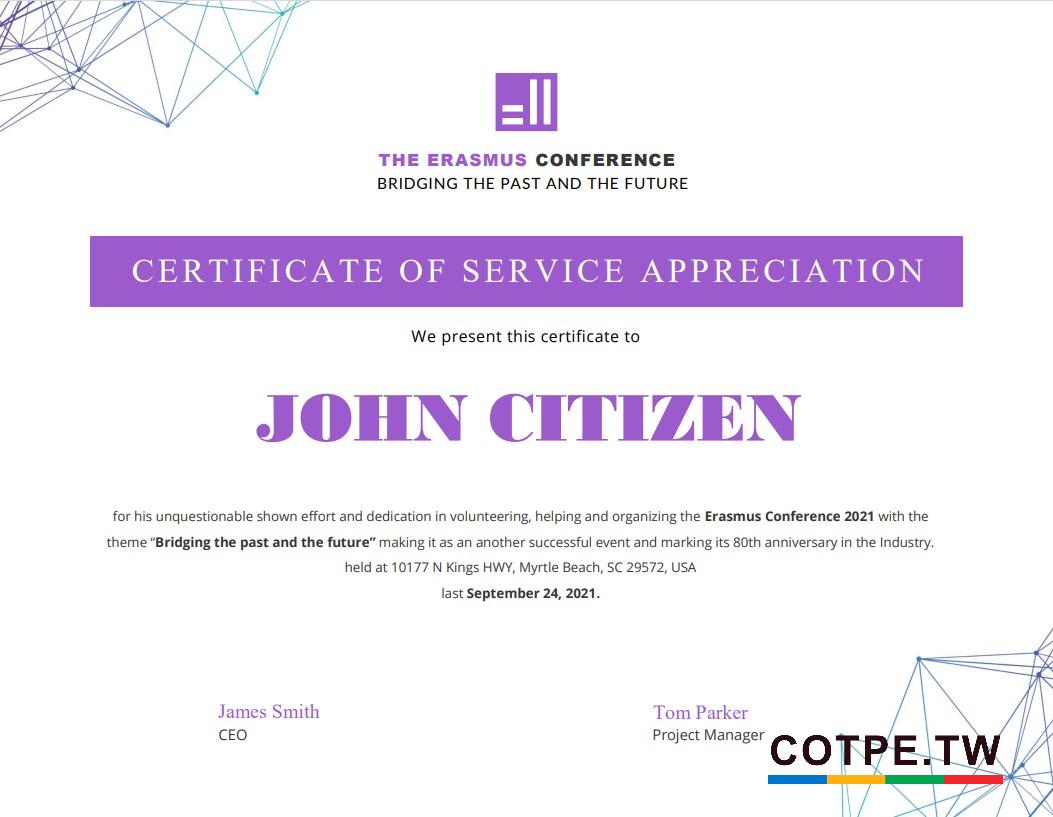 THE ERASMUS CONFERENCE
BRIDGING THE PAST AND THE FUTURE
CERTIFICATE OF SERVICE APPRECIATION
We present this certificate to
JOHN CITIZEN
for his unquestionable shown effort and dedication in volunteering, helping and organizing the Erasmus Conference 2021 with the
theme “Bridging the past and the future” making it as an another successful event and marking its 80th anniversary in the Industry.
held at 10177 N Kings HWY, Myrtle Beach, SC 29572, USA
last September 24, 2021.
James Smith
CEO
Tom Parker
Project Manager
COTPE.TW